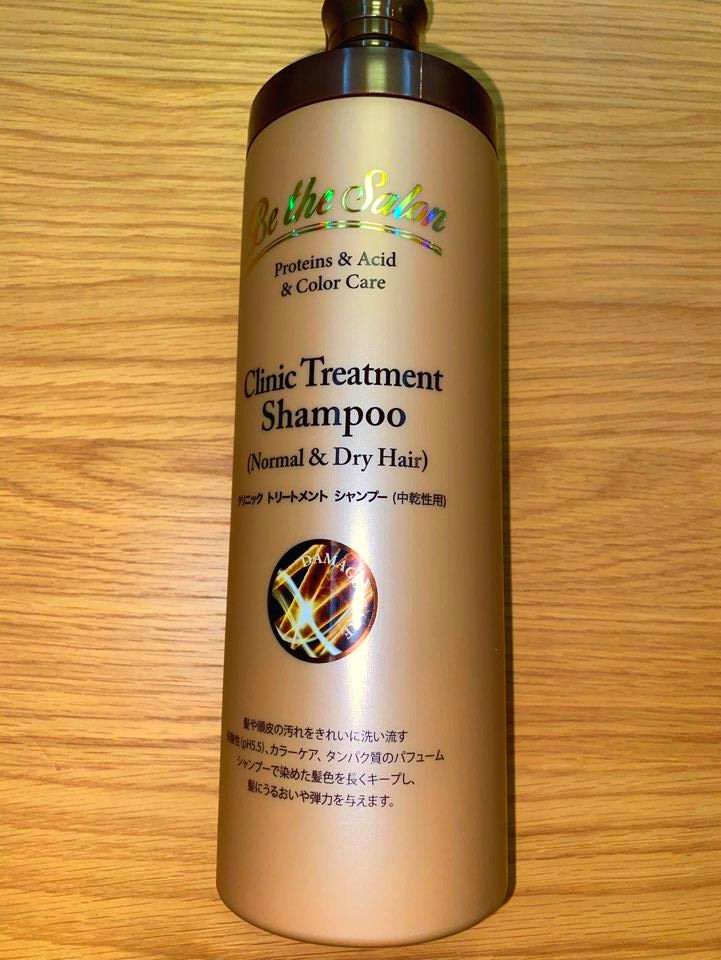 Be the Salon
Proteins & Acid
& Color Care
Clinic Treatment
Shampoo
(Normal & Dry Hair)
クリニック トリートメント シャンプー (中乾性用)
DAMAGE
髪や頭皮の汚れをきれいに洗い流す
弱酸性(pH5.5)、カラーケア、タンパク質のパフューム
シャンプーで染めた髪色を長くキープし、
髪にうるおいや弾力を与えます。